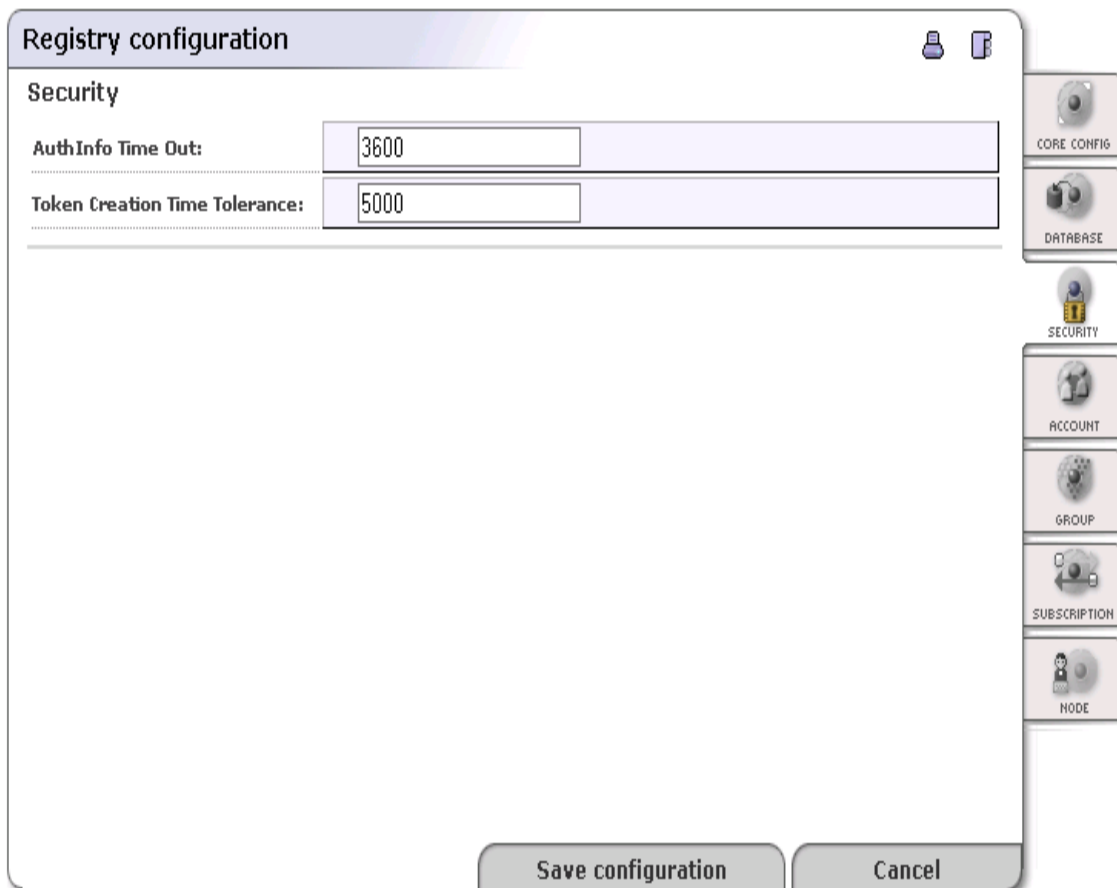 Registry configuration
Security
AuthInfo Time Out:
3600
Token Creation Time Tolerance:
5000
CORE CONFIG
DATABASE
SECURITY
ACCOUNT
GROUP
SUBSCRIPTION
NODE
Save configuration
Cancel